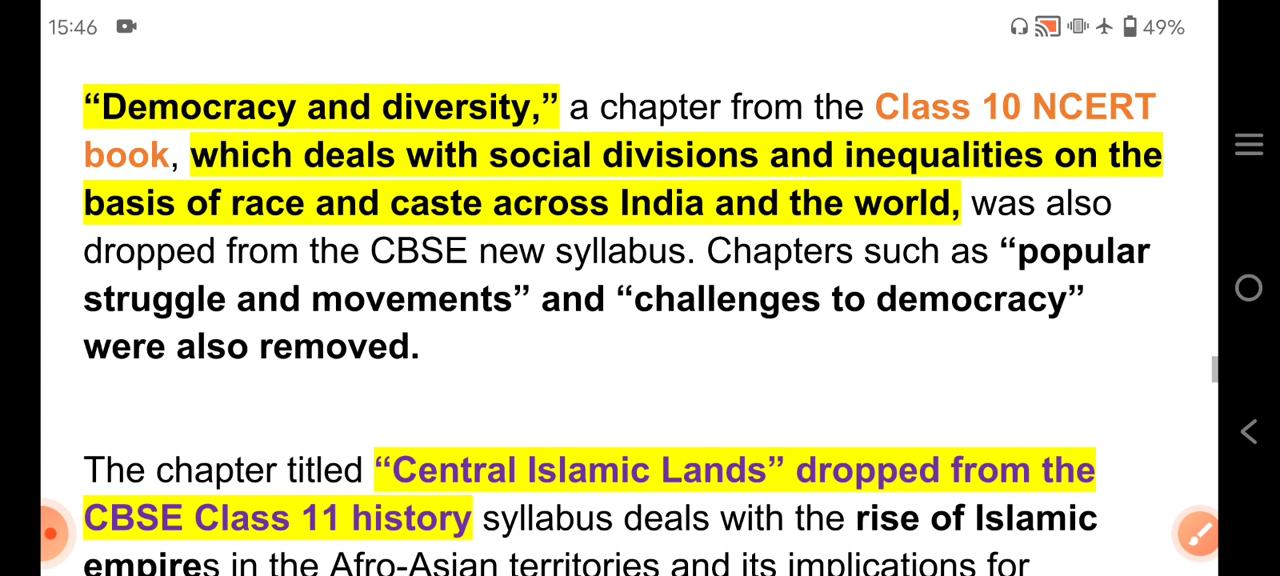 15:46 49%
“Democracy and diversity,” a chapter from the Class 10 NCERT
book, which deals with social divisions and inequalities on the
basis of race and caste across India and the world, was also
dropped from the CBSE new syllabus. Chapters such as “popular
struggle and movements” and “challenges to democracy”
were also removed.
The chapter titled “Central Islamic Lands” dropped from the
CBSE Class 11 history syllabus deals with the rise of Islamic
empires in the Afro-Asian territories and its implications for